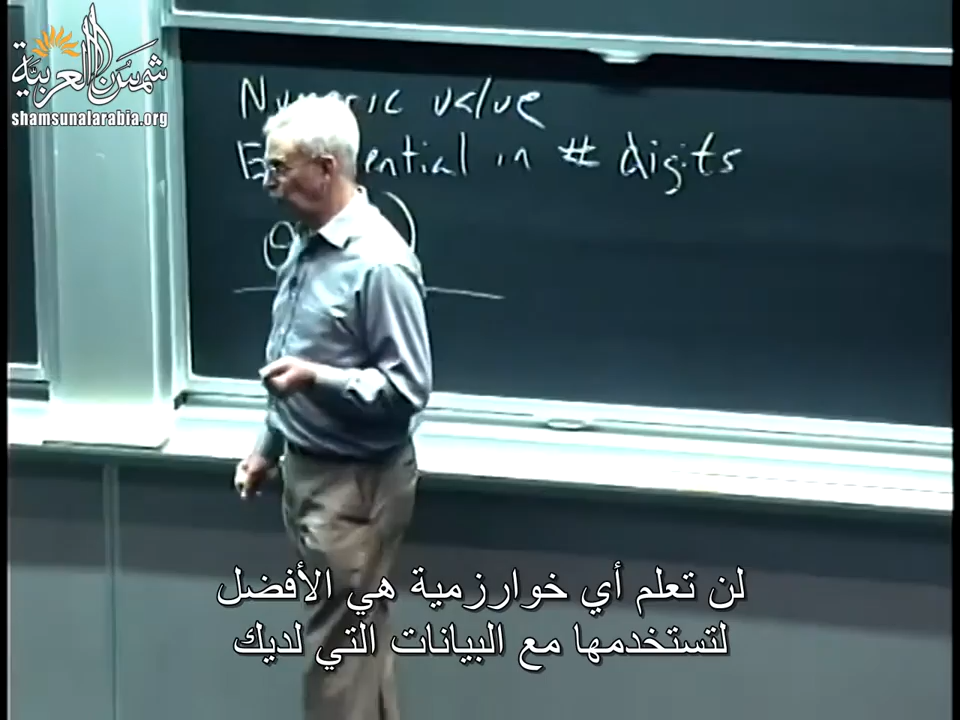 شمس العربية
shamsunalarabia.org
Numeric value
Exponential in # digits
لن تعلم أي خوارزمية هي الأفضل
لتستخدمها مع البيانات التي لديك